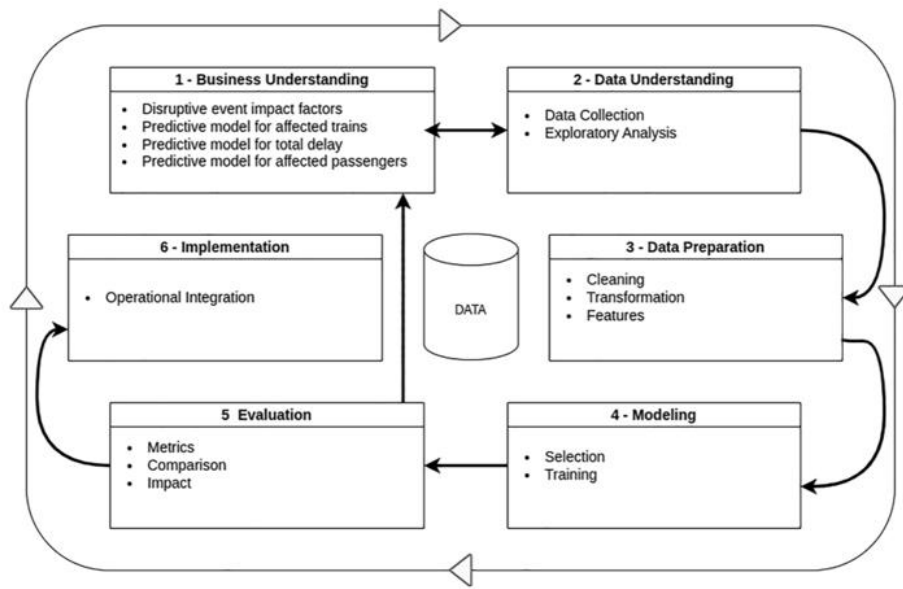 1 - Business Understanding
• Disruptive event impact factors
• Predictive model for affected trains
• Predictive model for total delay
• Predictive model for affected passengers
2 - Data Understanding
• Data Collection
• Exploratory Analysis
3 - Data Preparation
• Cleaning
• Transformation
• Features
DATA
4 - Modeling
• Selection
• Training
5 Evaluation
• Metrics
• Comparison
• Impact
6 - Implementation
• Operational Integration